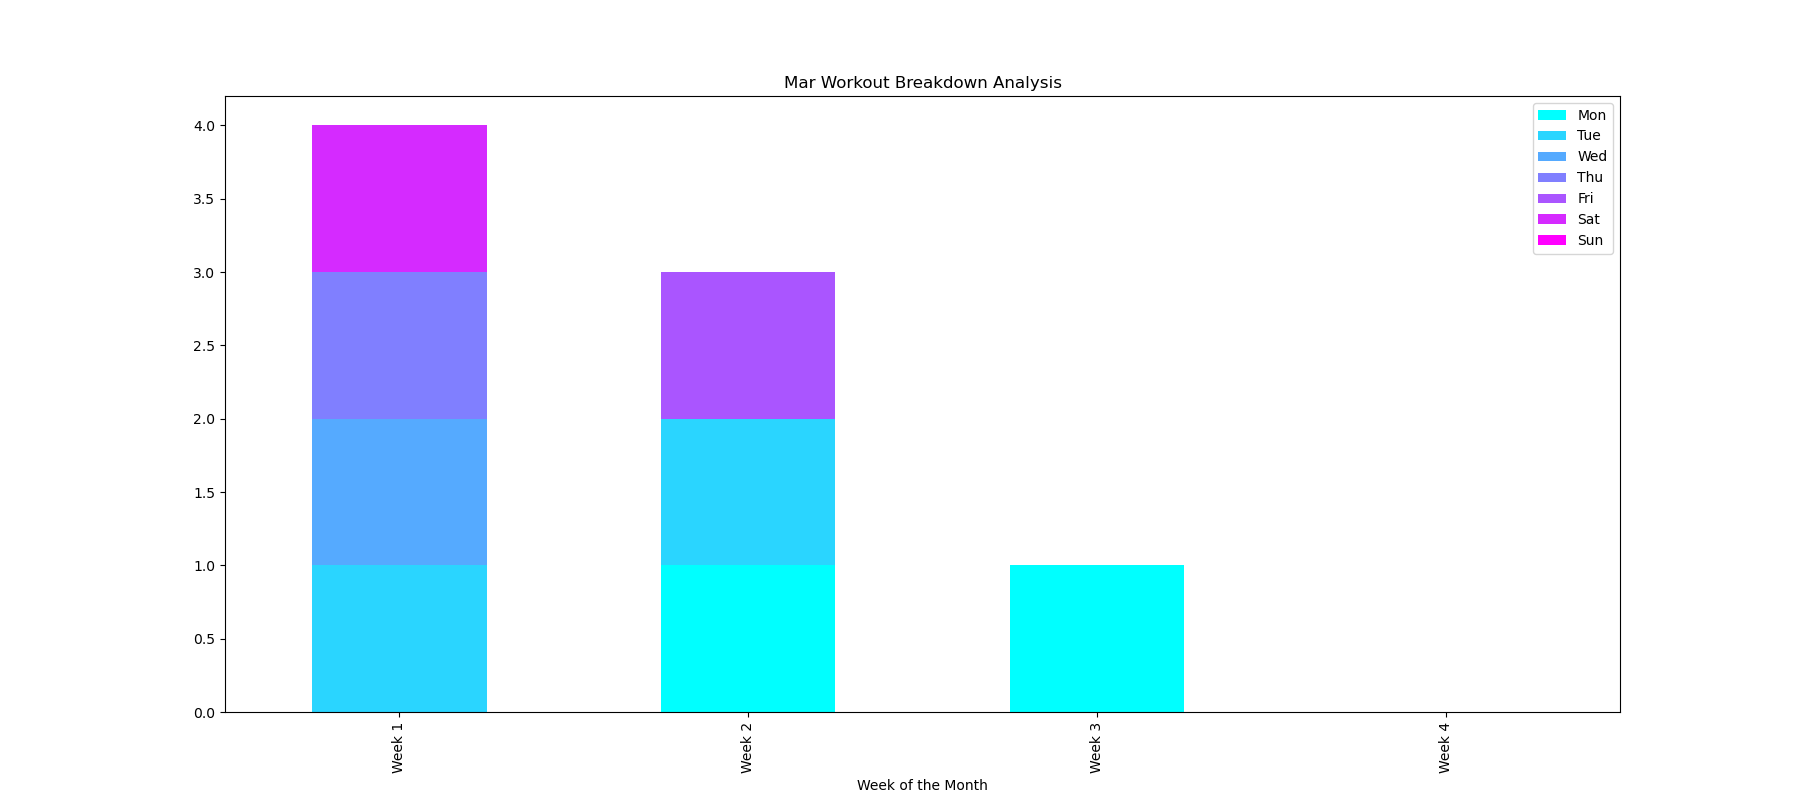 Mar Workout Breakdown Analysis
4.0
3.5
3.0
2.5
2.0
1.5
1.0
0.5
0.0
Mon
Tue
Wed
Thu
Fri
Sat
Sun
Week 1
Week 2
Week 3
Week 4
Week of the Month